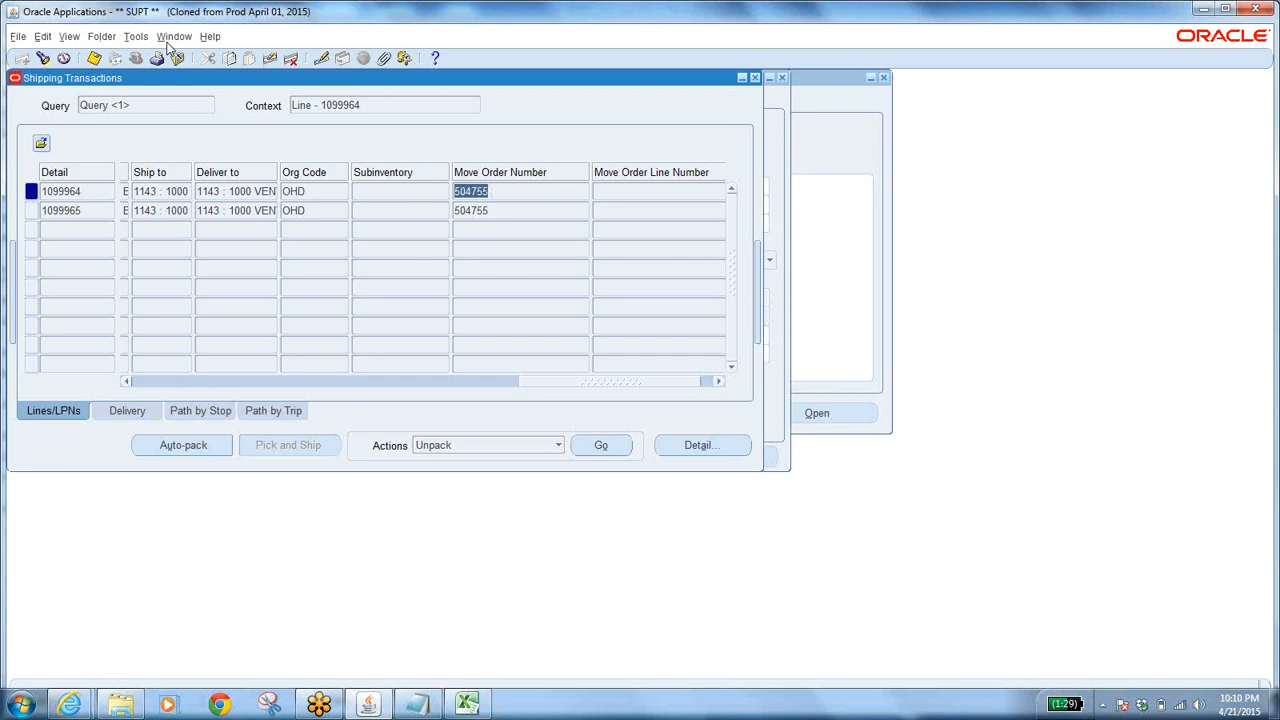 Oracle Applications - ** SUPT **   (Cloned from Prod April 01, 2015)
File Edit View Folder Tools Window Help
ORACLE
Shipping Transactions
Query Query <1> Context Line - 1099964
Detail Ship to Deliver to Org Code Subinventory Move Order Number Move Order Line Number
1099964 E 1143 : 1000 1143 : 1000 VEN OHD 504755
1099965 E 1143 : 1000 1143 : 1000 VEN OHD 504755
Lines/LPNs Delivery Path by Stop Path by Trip
Open
Auto-pack Pick and Ship Actions Unpack Go Detail...
(1:29)
10:10 PM
4/21/2015